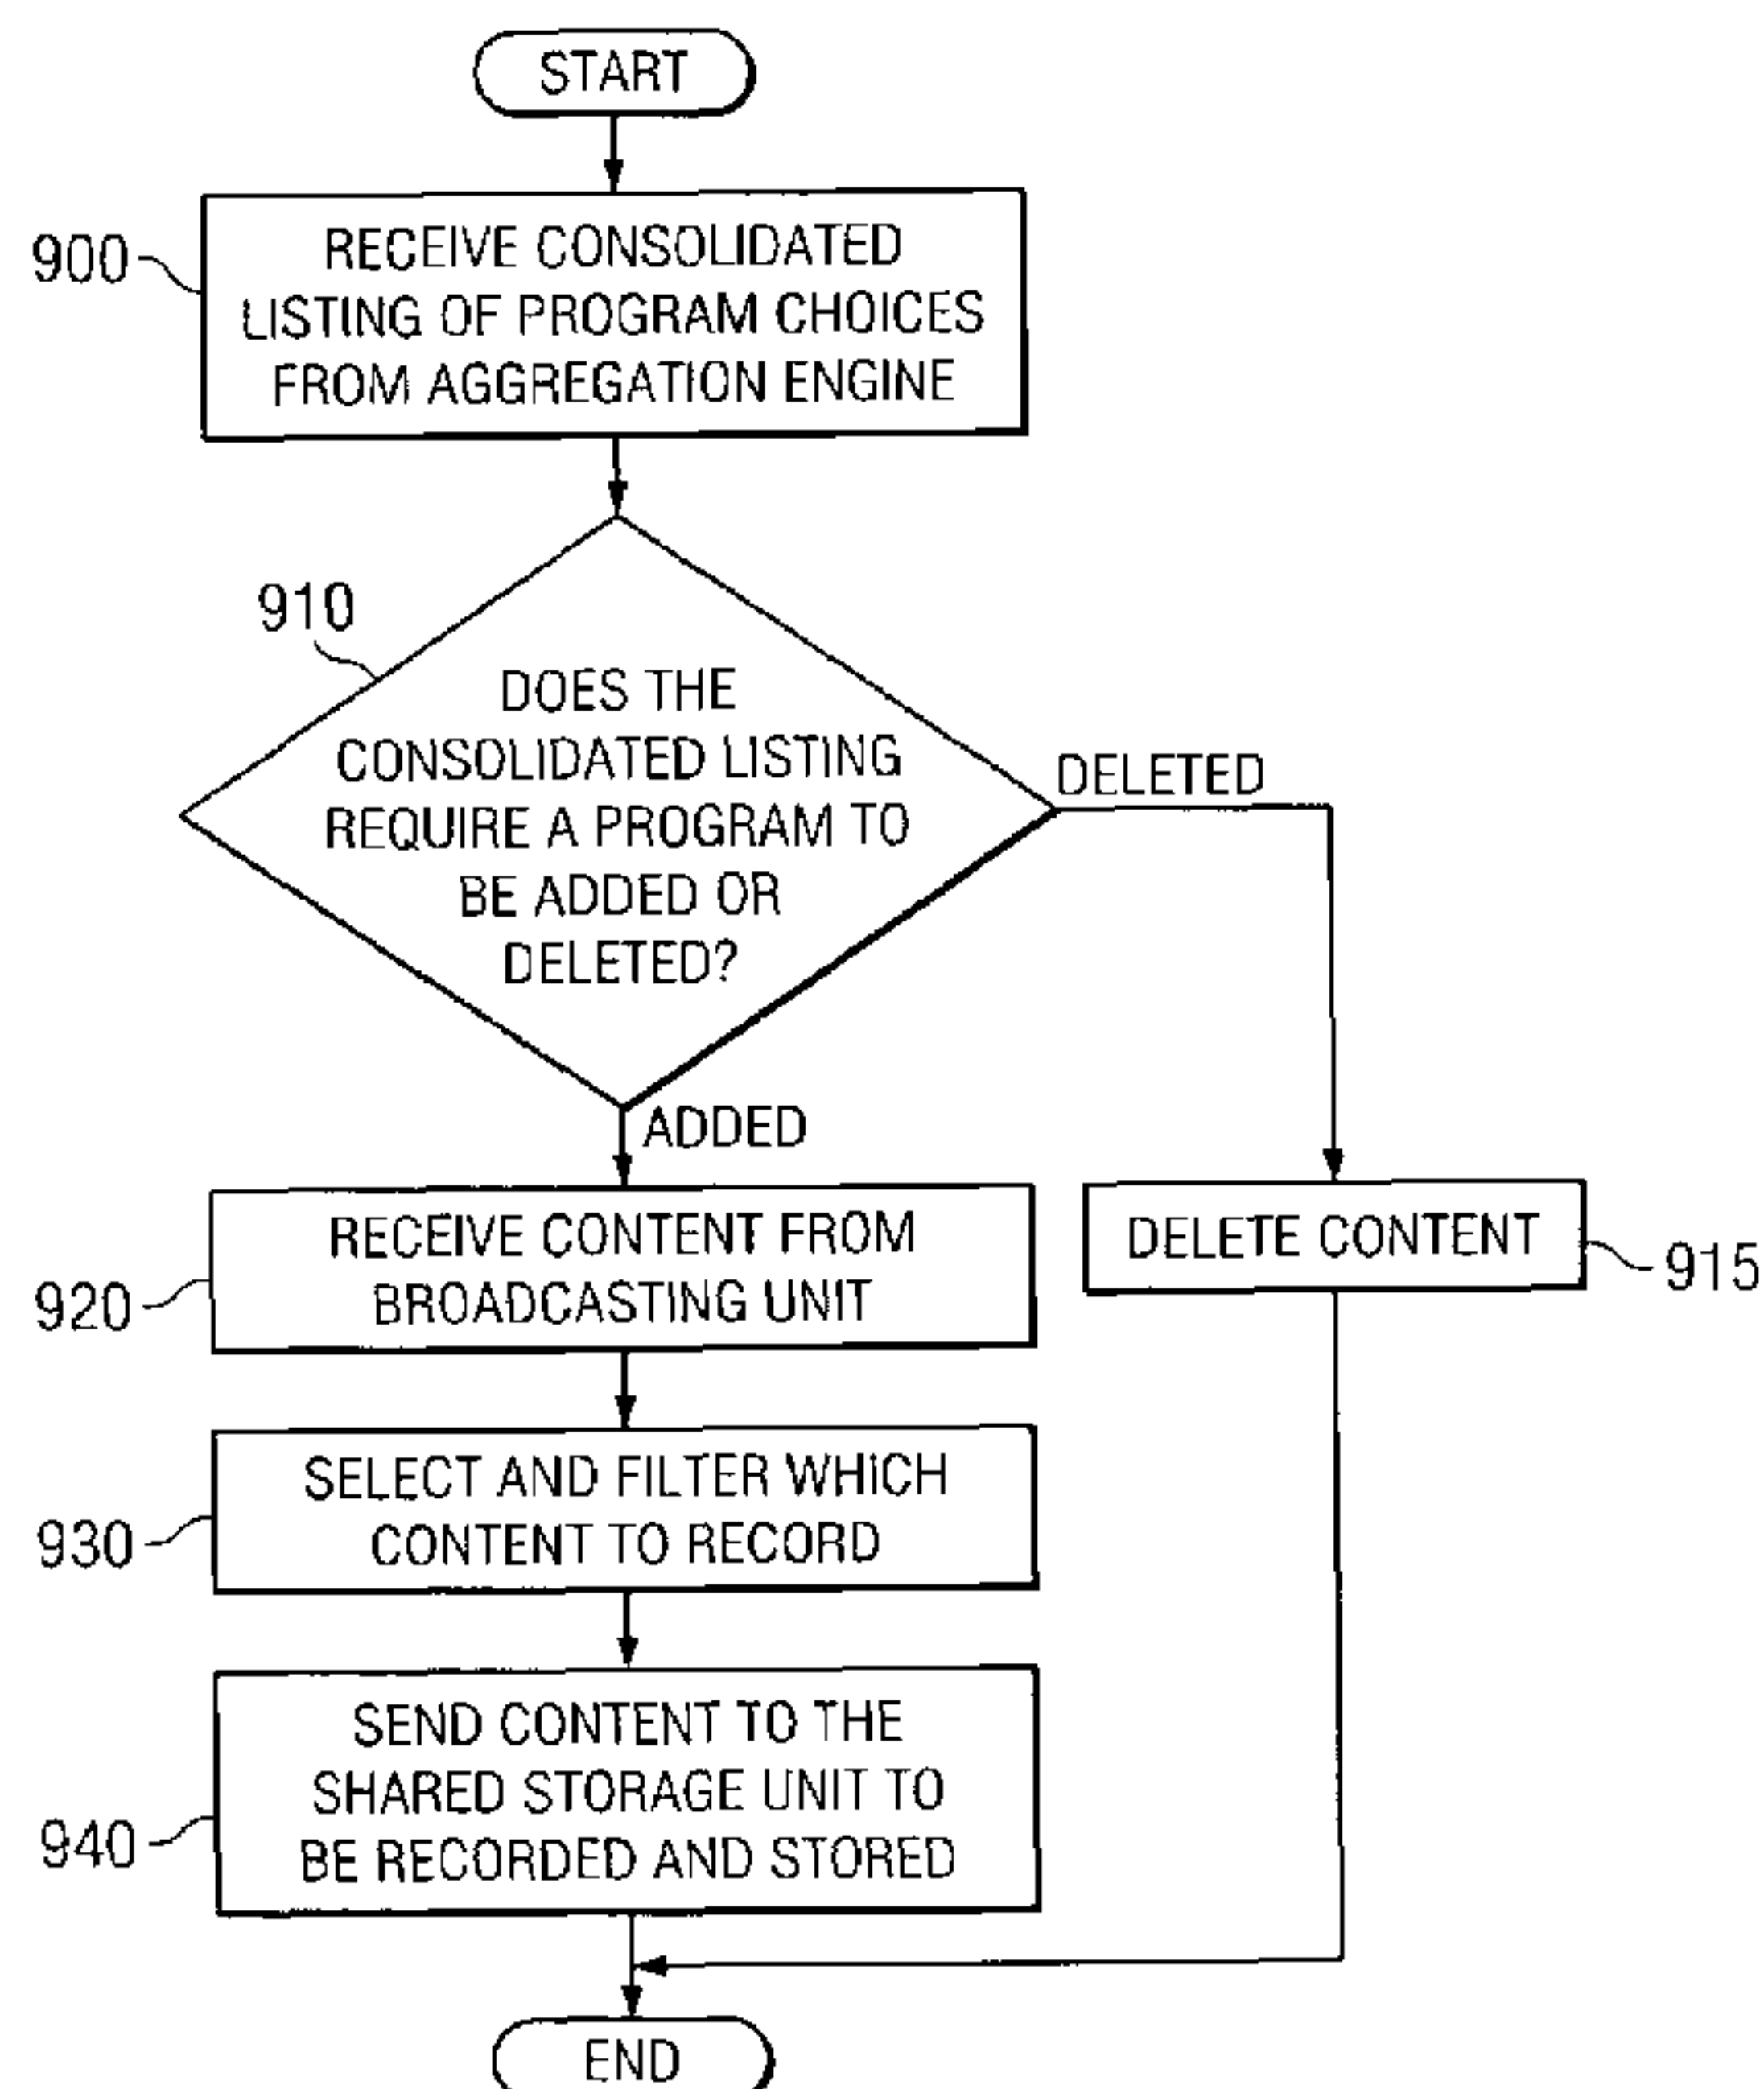 START
900
RECEIVE CONSOLIDATED
LISTING OF PROGRAM CHOICES
FROM AGGREGATION ENGINE
910
DOES THE
CONSOLIDATED LISTING
REQUIRE A PROGRAM TO
BE ADDED OR
DELETED?
DELETED
ADDED
RECEIVE CONTENT FROM
BROADCASTING UNIT
920
DELETE CONTENT
915
SELECT AND FILTER WHICH
CONTENT TO RECORD
930
SEND CONTENT TO THE
SHARED STORAGE UNIT TO
BE RECORDED AND STORED
940
END